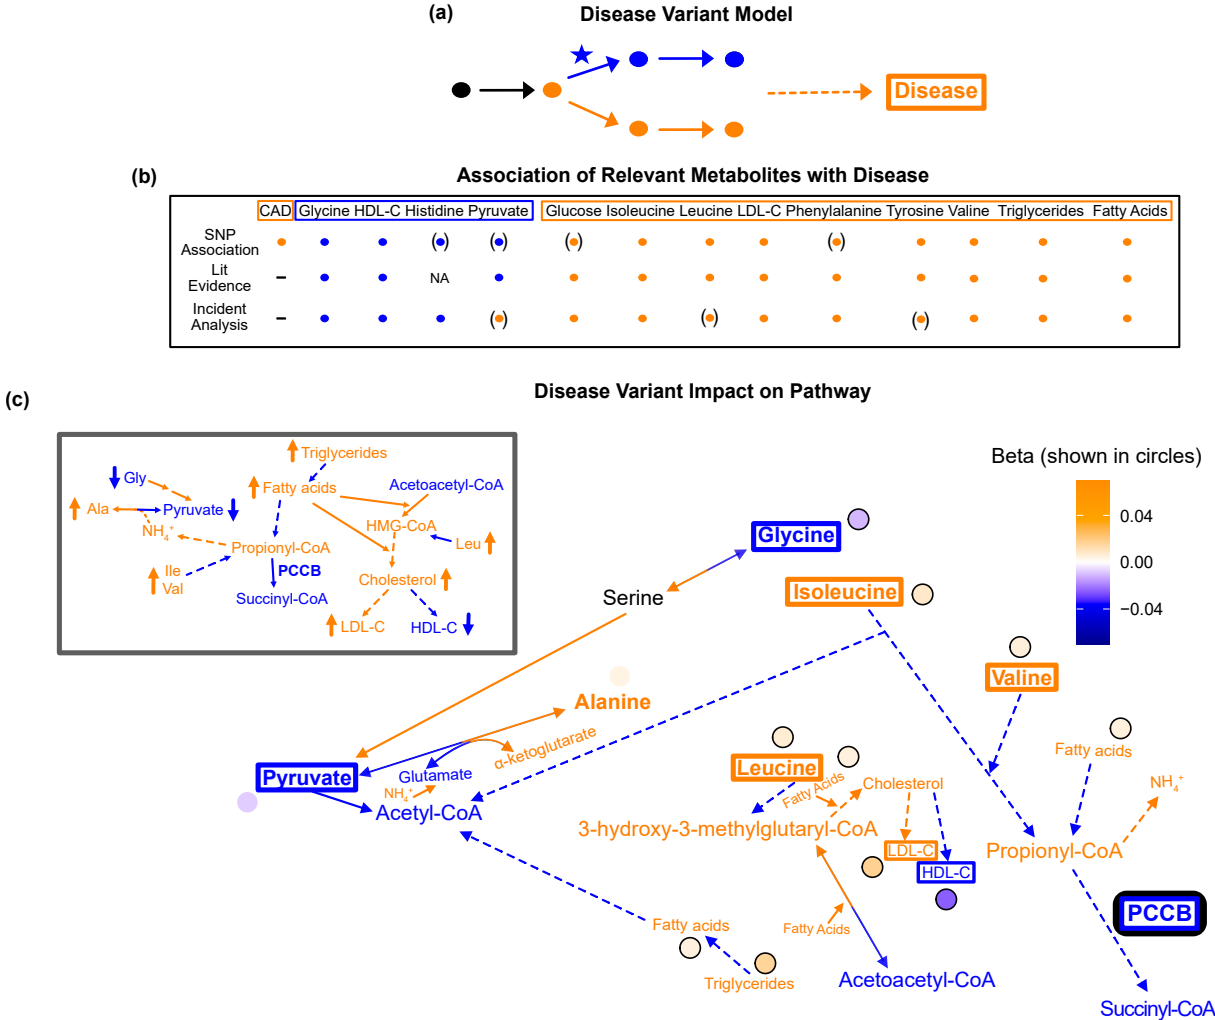 (a)
Disease Variant Model
Disease
(b)
Association of Relevant Metabolites with Disease
CAD Glycine HDL-C Histidine Pyruvate Glucose Isoleucine Leucine LDL-C Phenylalanine Tyrosine Valine Triglycerides Fatty Acids
SNP
Association
( ) ( ) ( ) ( )
Lit
Evidence
– NA
Incident
Analysis
– ( ) ( ) ( )
(c)
Disease Variant Impact on Pathway
Triglycerides
Gly
Fatty acids
Acetoacetyl-CoA
Ala
Pyruvate
NH₄⁺
HMG-CoA
Leu
Propionyl-CoA
PCCB
Ile
Val
Cholesterol
Succinyl-CoA
LDL-C
HDL-C
Beta (shown in circles)
0.04
0.00
−0.04
Glycine
Isoleucine
Serine
Valine
Alanine
α-ketoglutarate
Fatty acids
Pyruvate
Glutamate
NH₄⁺
Acetyl-CoA
Leucine
Fatty Acids
Cholesterol
NH₄⁺
3-hydroxy-3-methylglutaryl-CoA
LDL-C
HDL-C
Propionyl-CoA
PCCB
Fatty acids
Fatty Acids
Triglycerides
Acetoacetyl-CoA
Succinyl-CoA